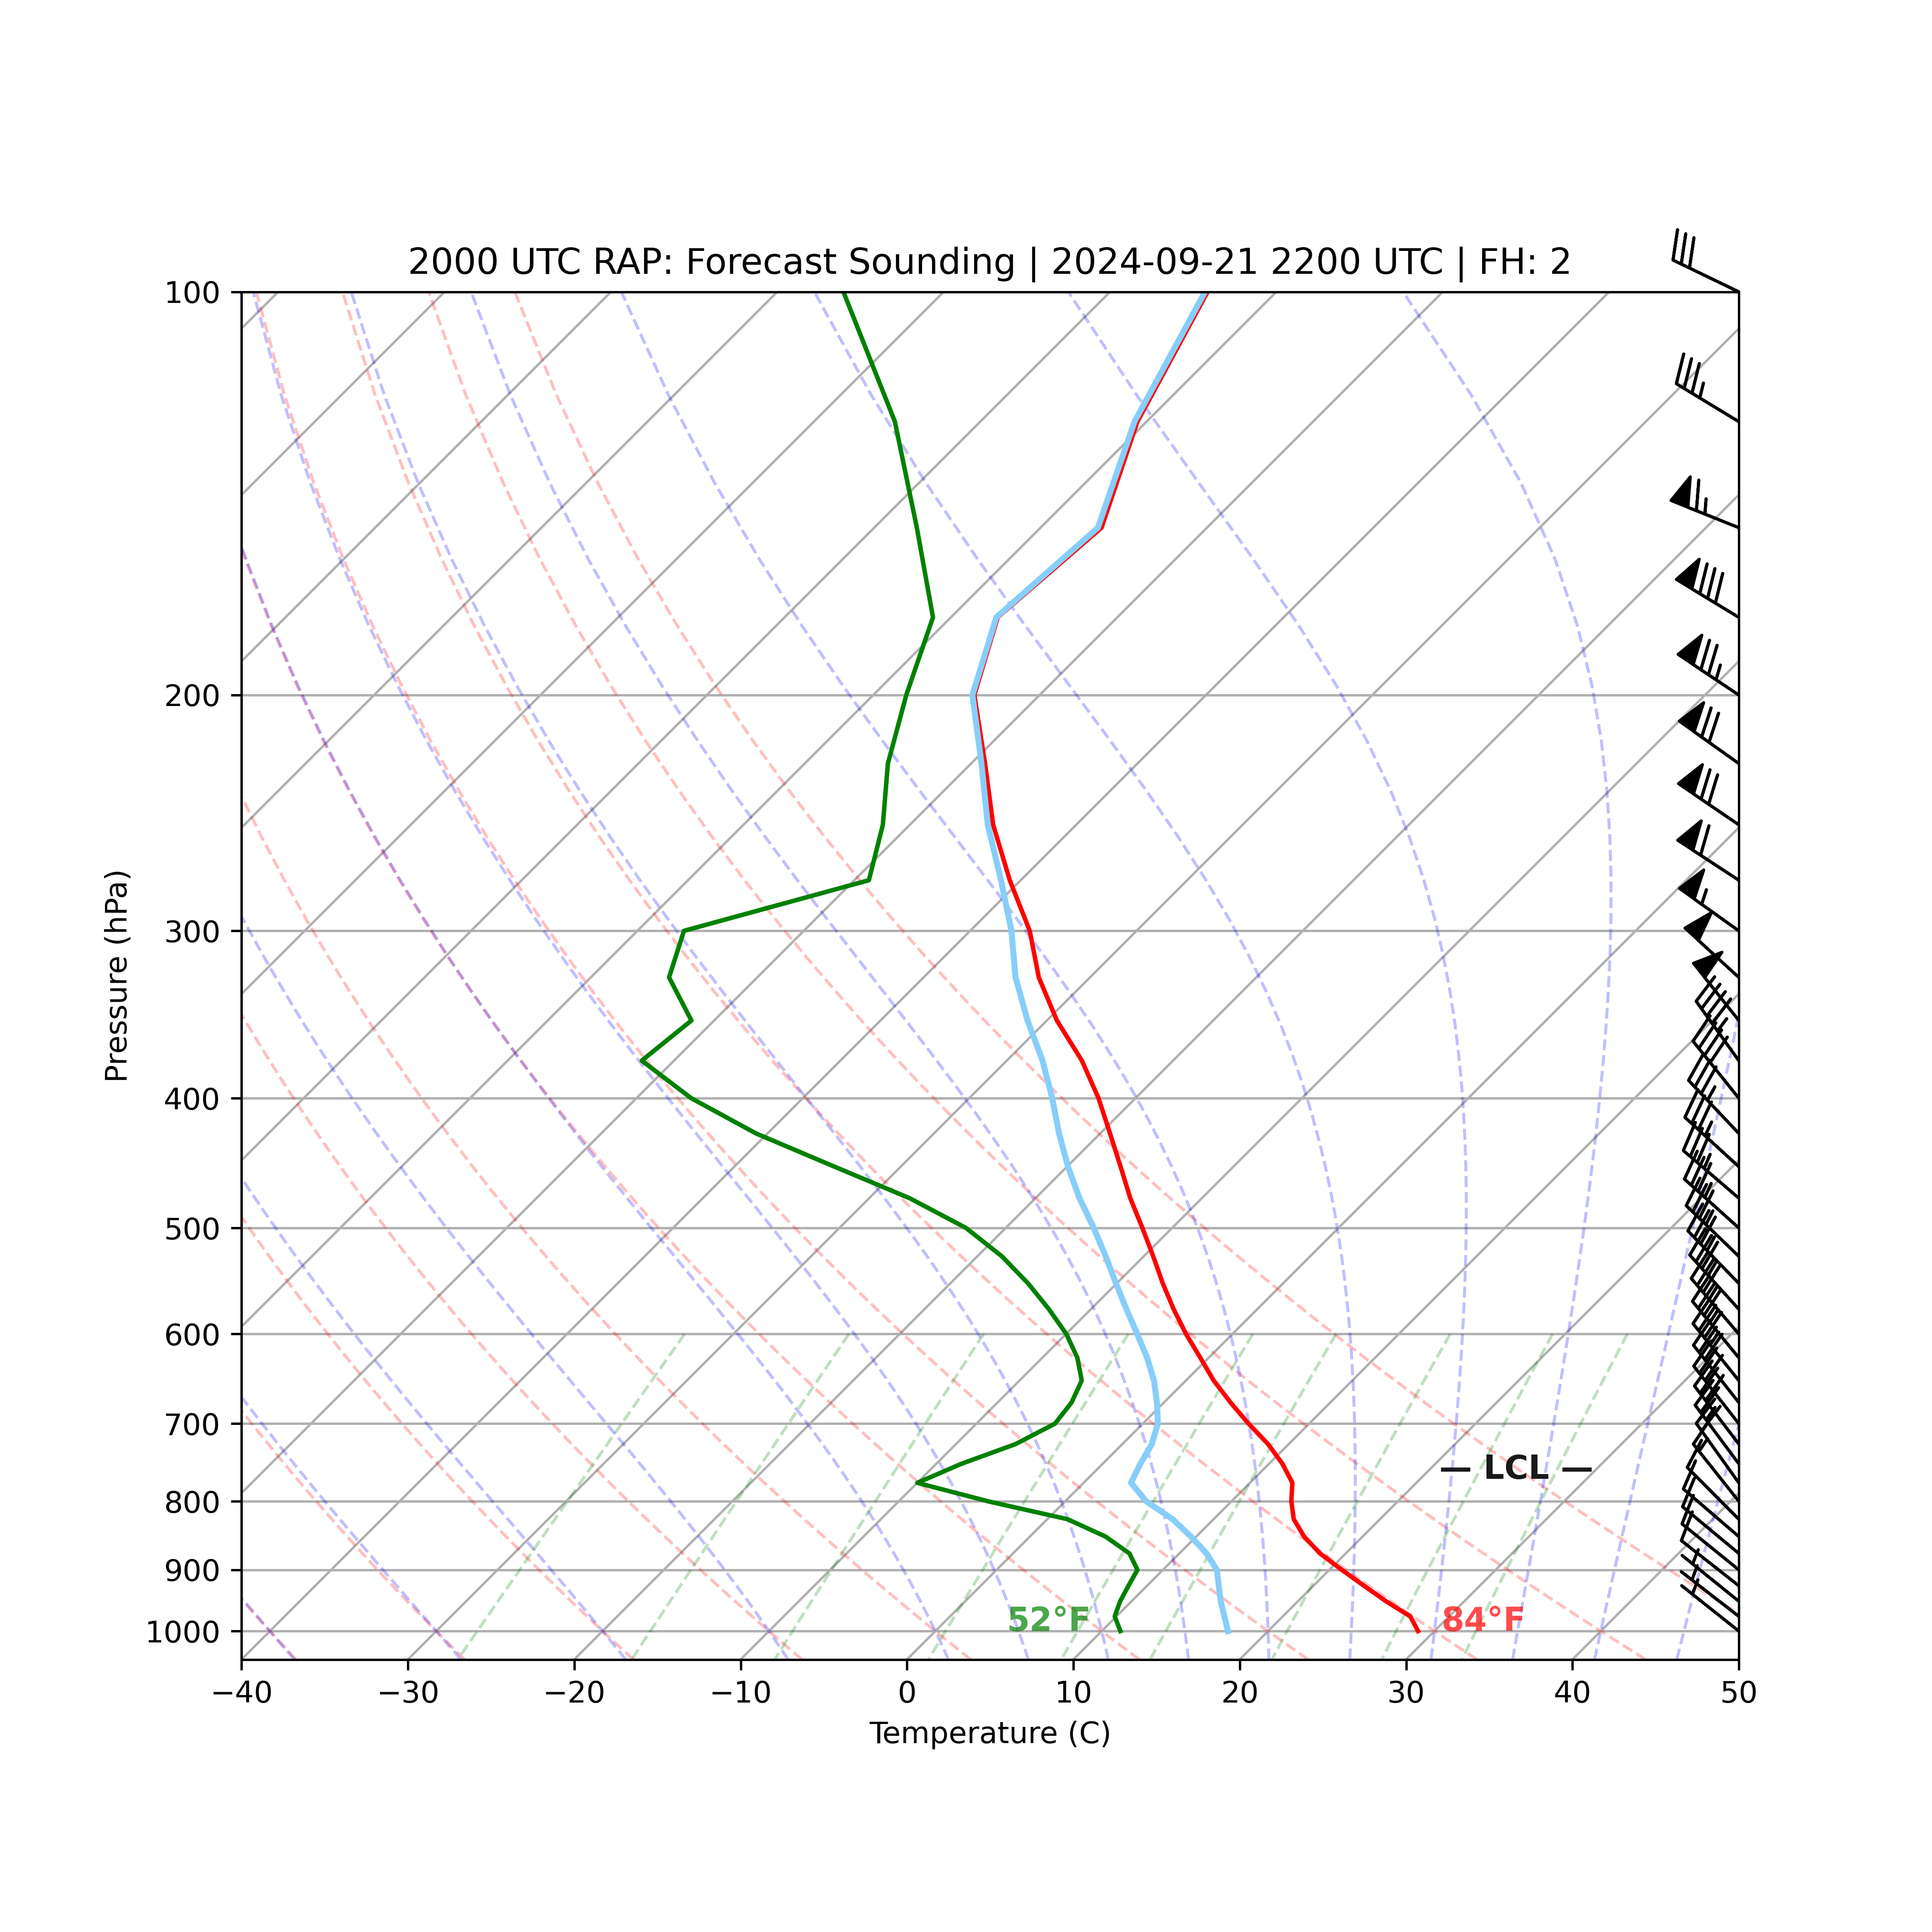 2000 UTC RAP: Forecast Sounding | 2024-09-21 2200 UTC | FH: 2
100
200
300
400
500
600
700
800
900
1000
Pressure (hPa)
— LCL —
52°F
84°F
−40 −30 −20 −10 0 10 20 30 40 50
Temperature (C)